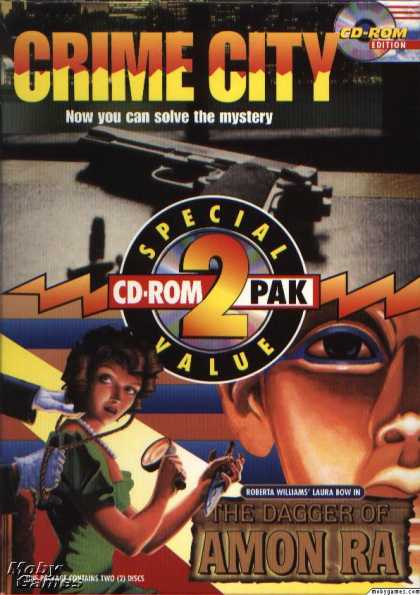 CD-ROM
EDITION
CRIME CITY
Now you can solve the mystery
SPECIAL
CD-ROM 2 PAK
VALUE
ROBERTA WILLIAMS' LAURA BOW IN
THE DAGGER OF
AMON RA
THIS PACKAGE CONTAINS TWO (2) DISCS
Moby
Games
mobygames.com